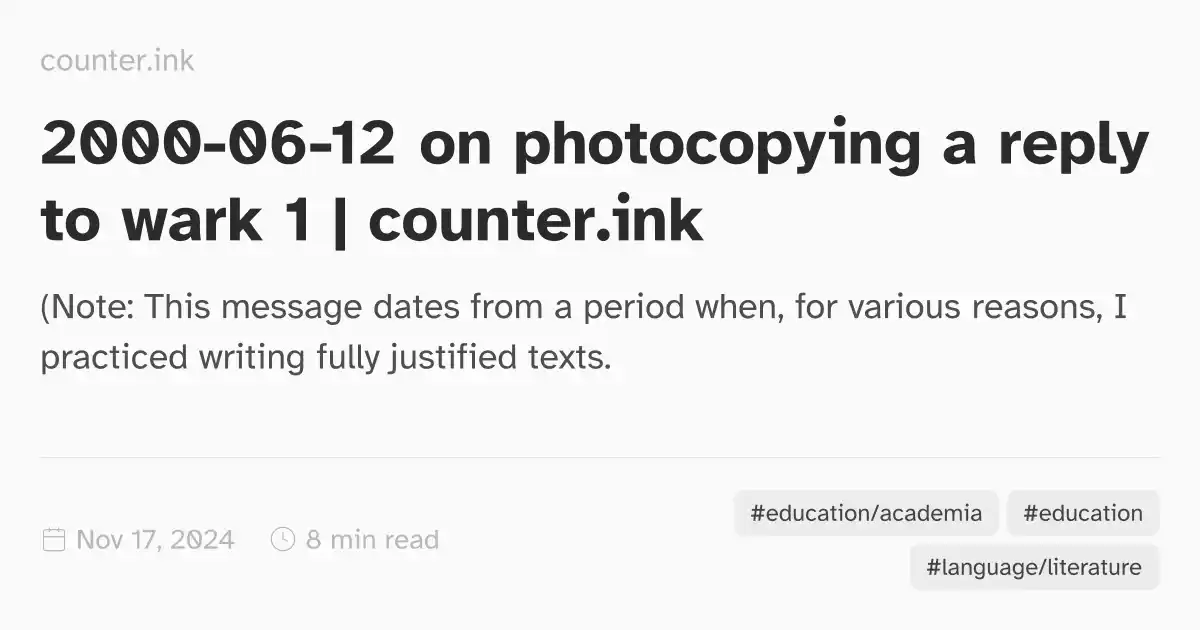 counter.ink
2000-06-12 on photocopying a reply
to wark 1 | counter.ink
(Note: This message dates from a period when, for various reasons, I
practiced writing fully justified texts.
Nov 17, 2024
8 min read
#education/academia
#education
#language/literature